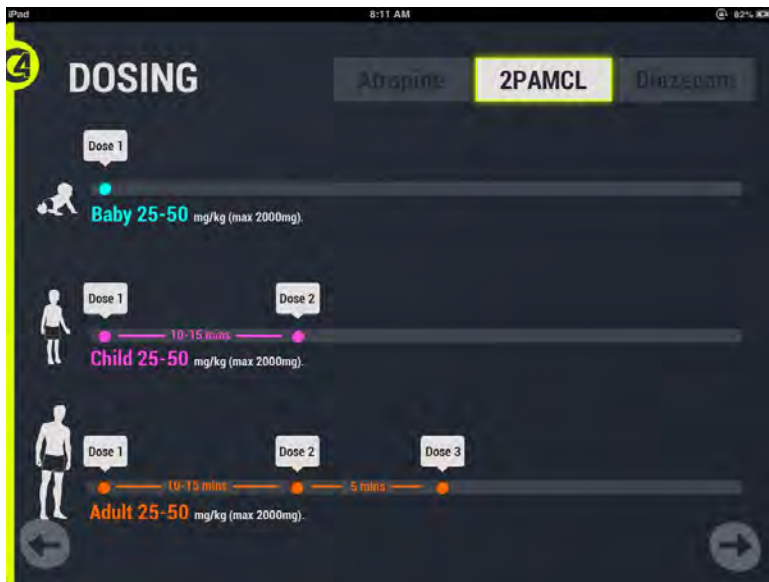 iPad 8:11 AM 82%
C4
DOSING
Atropine 2PAMCL Diazepam
Dose 1
Baby 25-50 mg/kg (max 2000mg).
Dose 1 Dose 2
10-15 mins
Child 25-50 mg/kg (max 2000mg).
Dose 1 Dose 2 Dose 3
10-15 mins 5 mins
Adult 25-50 mg/kg (max 2000mg).